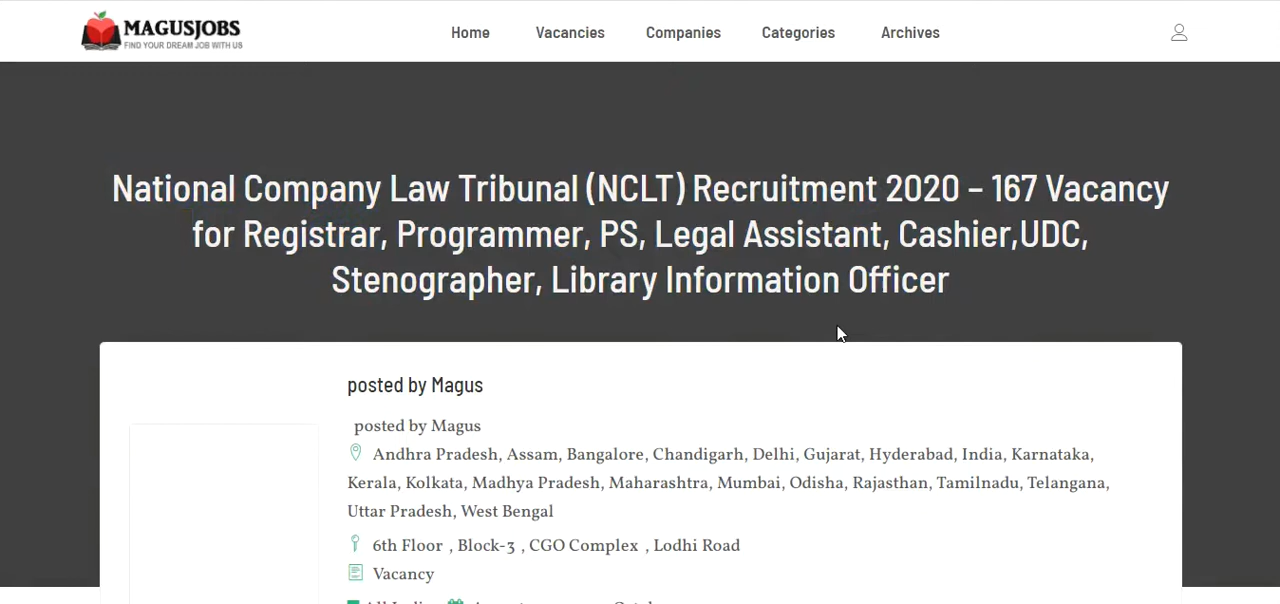 MAGUSJOBS
FIND YOUR DREAM JOB WITH US
Home Vacancies Companies Categories Archives
National Company Law Tribunal (NCLT) Recruitment 2020 – 167 Vacancy
for Registrar, Programmer, PS, Legal Assistant, Cashier,UDC,
Stenographer, Library Information Officer
posted by Magus
posted by Magus
Andhra Pradesh, Assam, Bangalore, Chandigarh, Delhi, Gujarat, Hyderabad, India, Karnataka,
Kerala, Kolkata, Madhya Pradesh, Maharashtra, Mumbai, Odisha, Rajasthan, Tamilnadu, Telangana,
Uttar Pradesh, West Bengal
6th Floor , Block-3 , CGO Complex , Lodhi Road
Vacancy